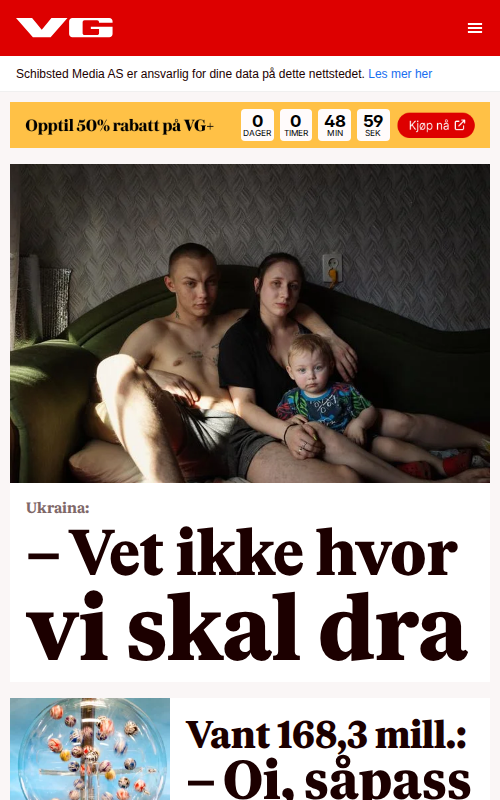 VG
Schibsted Media AS er ansvarlig for dine data på dette nettstedet. Les mer her
Opptil 50% rabatt på VG+
0 0 48 59
DAGER TIMER MIN SEK
Kjøp nå
Ukraina:
– Vet ikke hvor
vi skal dra
Vant 168,3 mill.:
– Oi, såpass